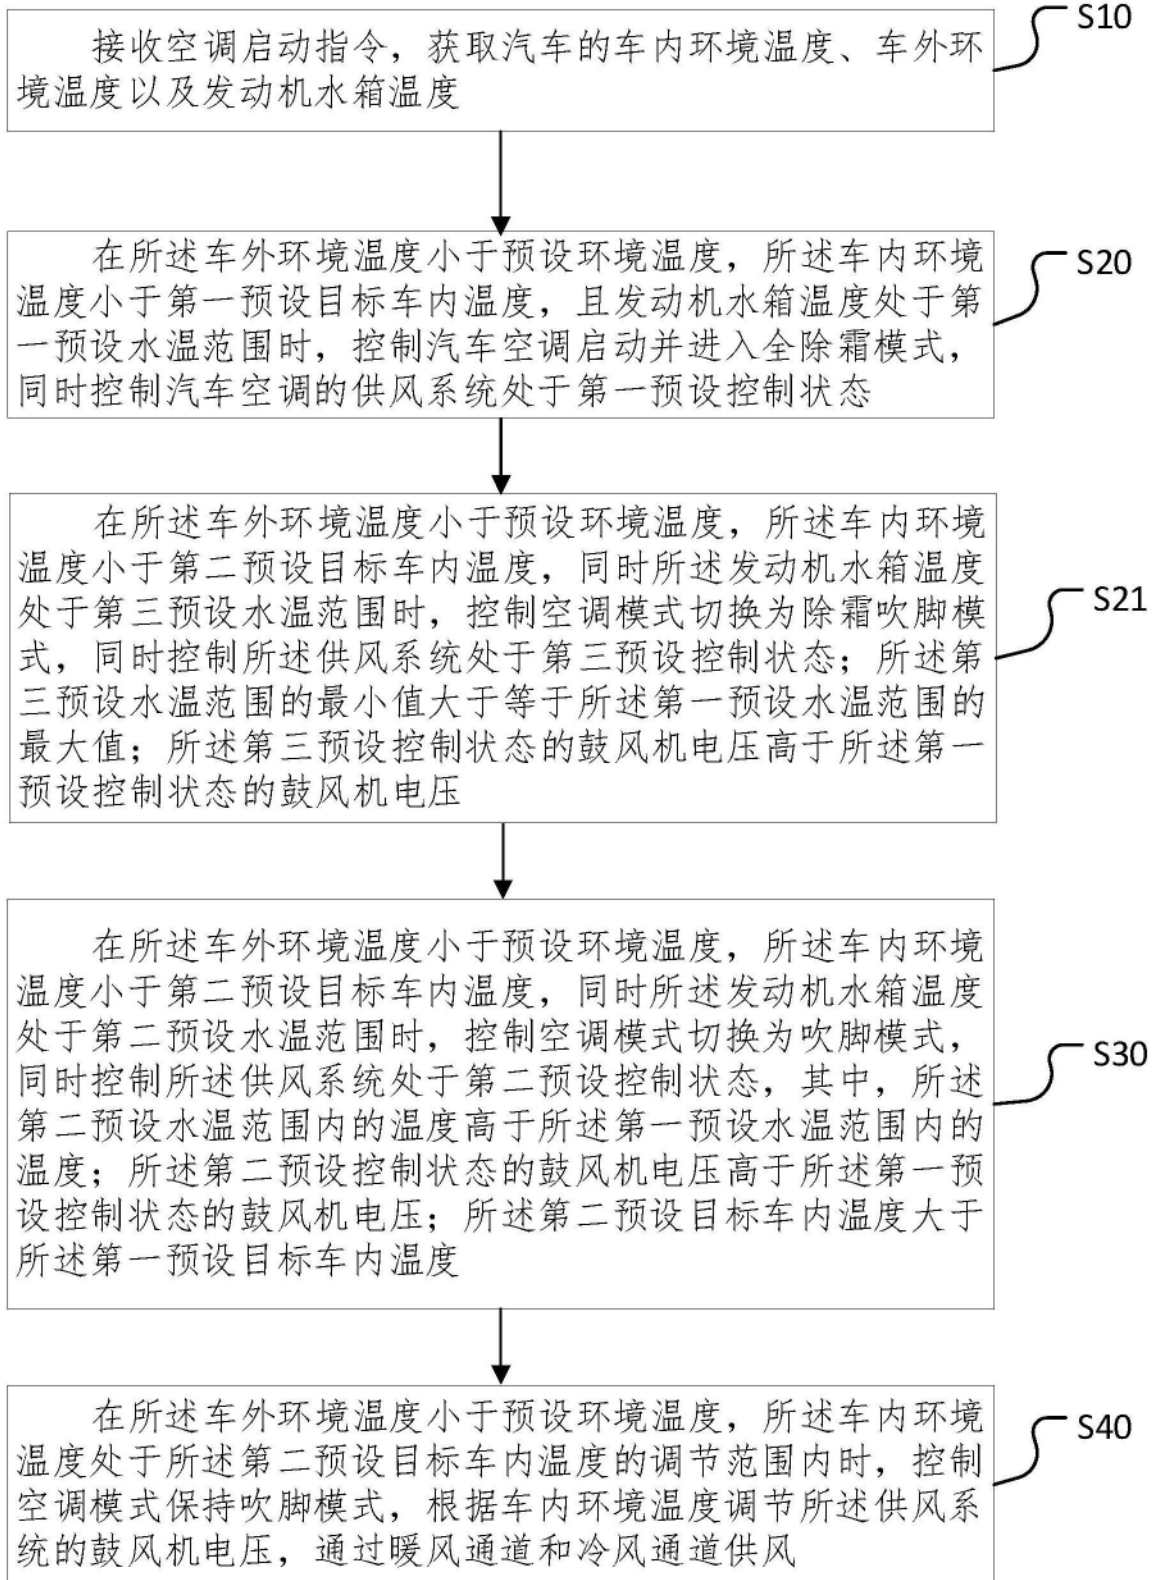 S10
接收空调启动指令，获取汽车的车内环境温度、车外环
境温度以及发动机水箱温度
S20
在所述车外环境温度小于预设环境温度，所述车内环境
温度小于第一预设目标车内温度，且发动机水箱温度处于第
一预设水温范围时，控制汽车空调启动并进入全除霜模式，
同时控制汽车空调的供风系统处于第一预设控制状态
S21
在所述车外环境温度小于预设环境温度，所述车内环境
温度小于第二预设目标车内温度，同时所述发动机水箱温度
处于第三预设水温范围时，控制空调模式切换为除霜吹脚模
式，同时控制所述供风系统处于第三预设控制状态；所述第
三预设水温范围的最小值大于等于所述第一预设水温范围的
最大值；所述第三预设控制状态的鼓风机电压高于所述第一
预设控制状态的鼓风机电压
S30
在所述车外环境温度小于预设环境温度，所述车内环境
温度小于第二预设目标车内温度，同时所述发动机水箱温度
处于第二预设水温范围时，控制空调模式切换为吹脚模式，
同时控制所述供风系统处于第二预设控制状态，其中，所述
第二预设水温范围内的温度高于所述第一预设水温范围内的
温度；所述第二预设控制状态的鼓风机电压高于所述第一预
设控制状态的鼓风机电压；所述第二预设目标车内温度大于
所述第一预设目标车内温度
S40
在所述车外环境温度小于预设环境温度，所述车内环境
温度处于所述第二预设目标车内温度的调节范围内时，控制
空调模式保持吹脚模式，根据车内环境温度调节所述供风系
统的鼓风机电压，通过暖风通道和冷风通道供风